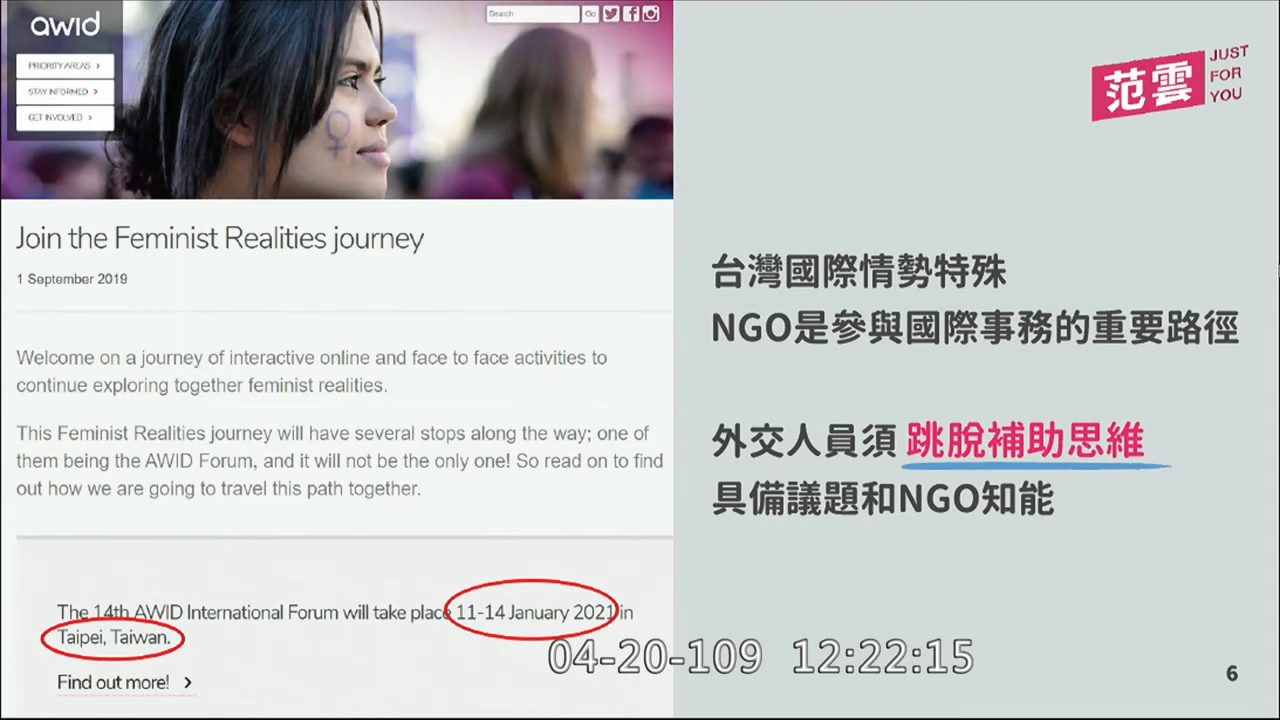 awid
PRIORITY AREAS >
STAY INFORMED >
GET INVOLVED >
Search
Go
Join the Feminist Realities journey
1 September 2019
Welcome on a journey of interactive online and face to face activities to
continue exploring together feminist realities.
This Feminist Realities journey will have several stops along the way; one of
them being the AWID Forum, and it will not be the only one! So read on to find
out how we are going to travel this path together.
The 14th AWID International Forum will take place 11-14 January 2021 in
Taipei, Taiwan.
Find out more! >
范雲
JUST
FOR
YOU
台灣國際情勢特殊
NGO是參與國際事務的重要路徑
外交人員須 跳脫補助思維
具備議題和NGO知能
04-20-109 12:22:15
6